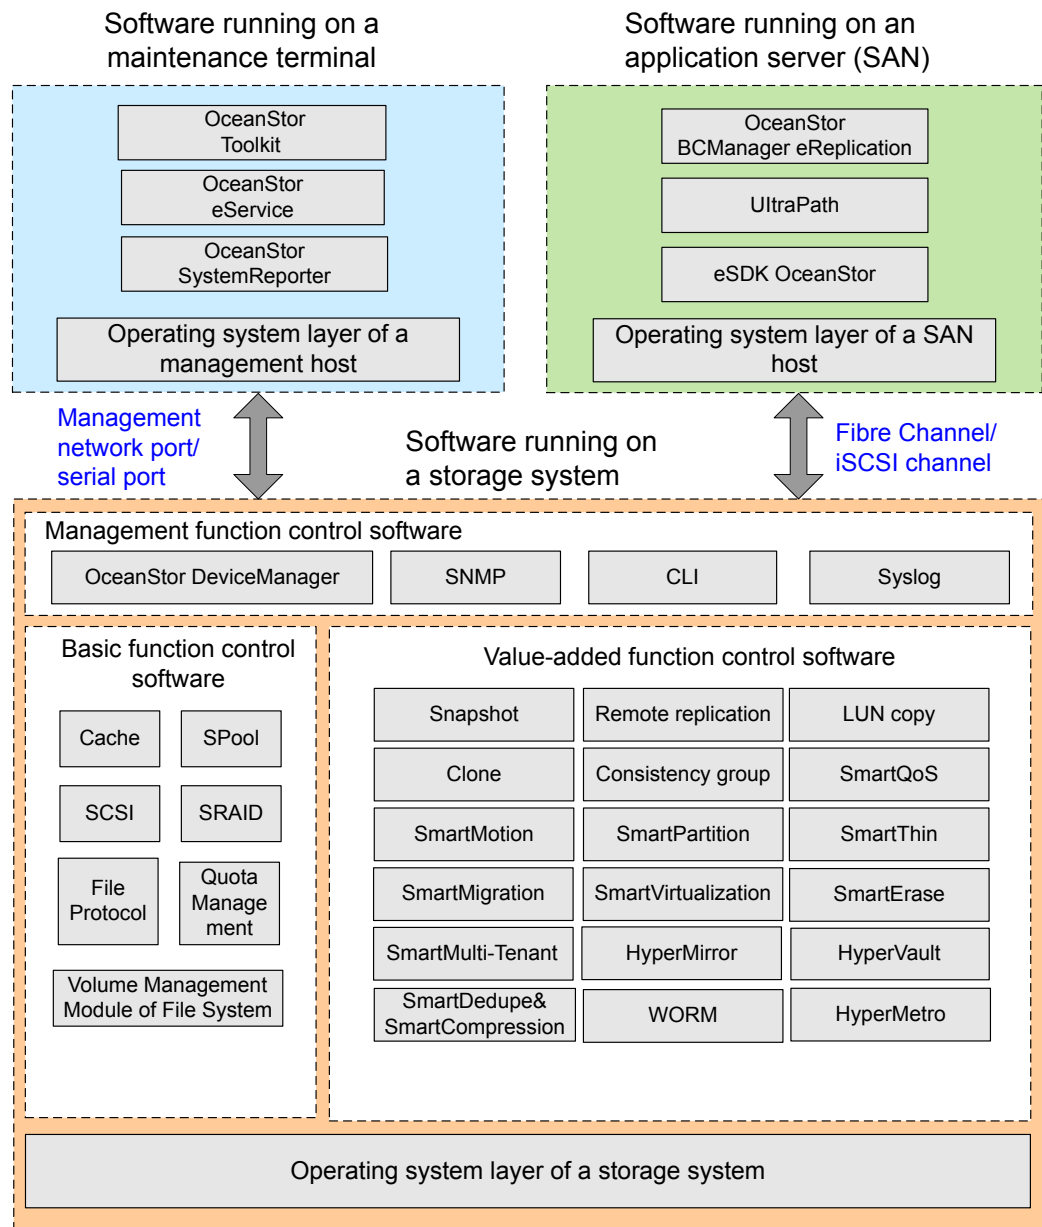 Software running on a
maintenance terminal
Software running on an
application server (SAN)
OceanStor
Toolkit
OceanStor
eService
OceanStor
SystemReporter
Operating system layer of a
management host
OceanStor
BCManager eReplication
UltraPath
eSDK OceanStor
Operating system layer of a SAN
host
Management
network port/
serial port
Software running on
a storage system
Fibre Channel/
iSCSI channel
Management function control software
OceanStor DeviceManager
SNMP
CLI
Syslog
Basic function control
software
Cache
SPool
SCSI
SRAID
File
Protocol
Quota
Manage
ment
Volume Management
Module of File System
Value-added function control software
Snapshot
Remote replication
LUN copy
Clone
Consistency group
SmartQoS
SmartMotion
SmartPartition
SmartThin
SmartMigration
SmartVirtualization
SmartErase
SmartMulti-Tenant
HyperMirror
HyperVault
SmartDedupe&
SmartCompression
WORM
HyperMetro
Operating system layer of a storage system